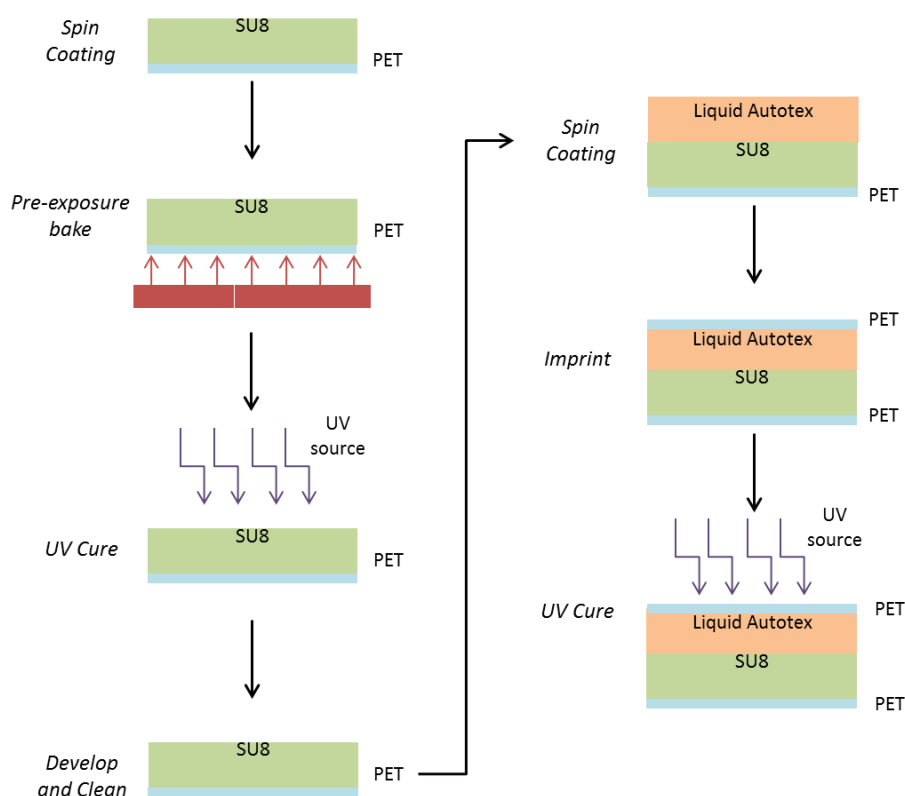 Spin
Coating
SU8
PET
Pre-exposure
bake
SU8
PET
UV
source
UV Cure
SU8
PET
Develop
and Clean
SU8
PET
Spin
Coating
Liquid Autotex
SU8
PET
Imprint
PET
Liquid Autotex
SU8
PET
UV
source
UV Cure
PET
Liquid Autotex
SU8
PET